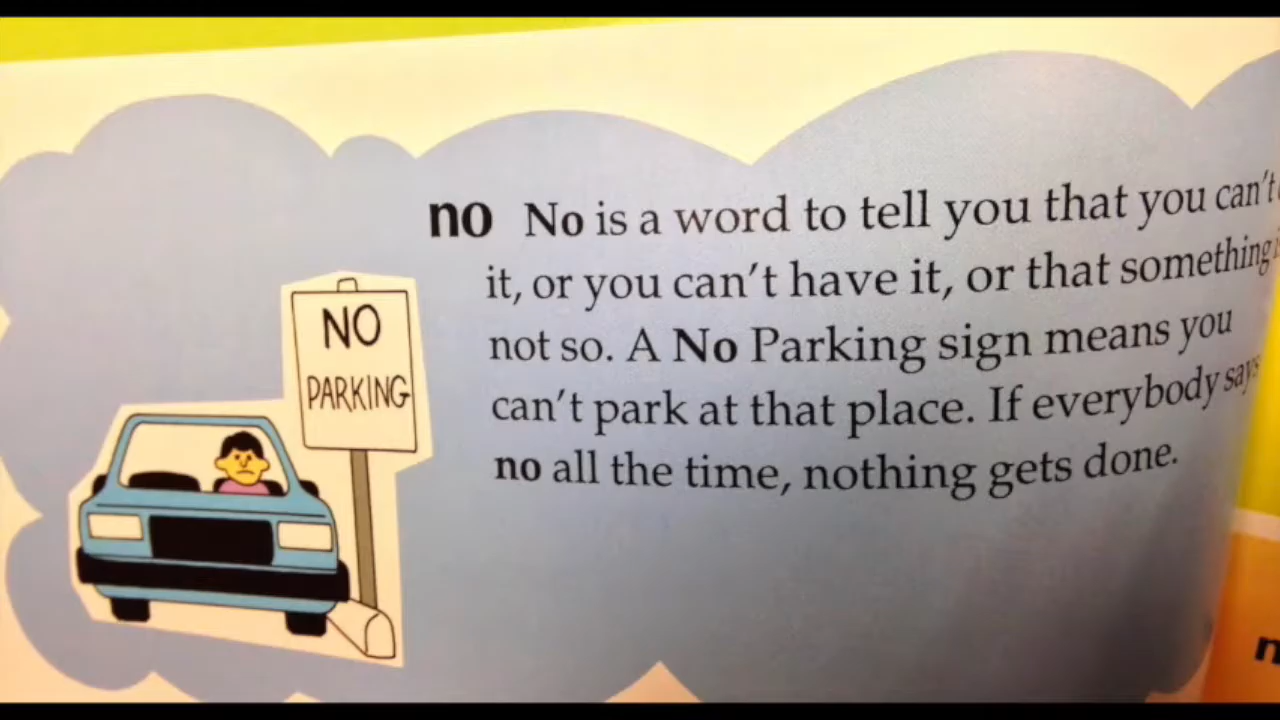 NO
PARKING
no No is a word to tell you that you can't
it, or you can't have it, or that something
not so. A No Parking sign means you
can't park at that place. If everybody says
no all the time, nothing gets done.